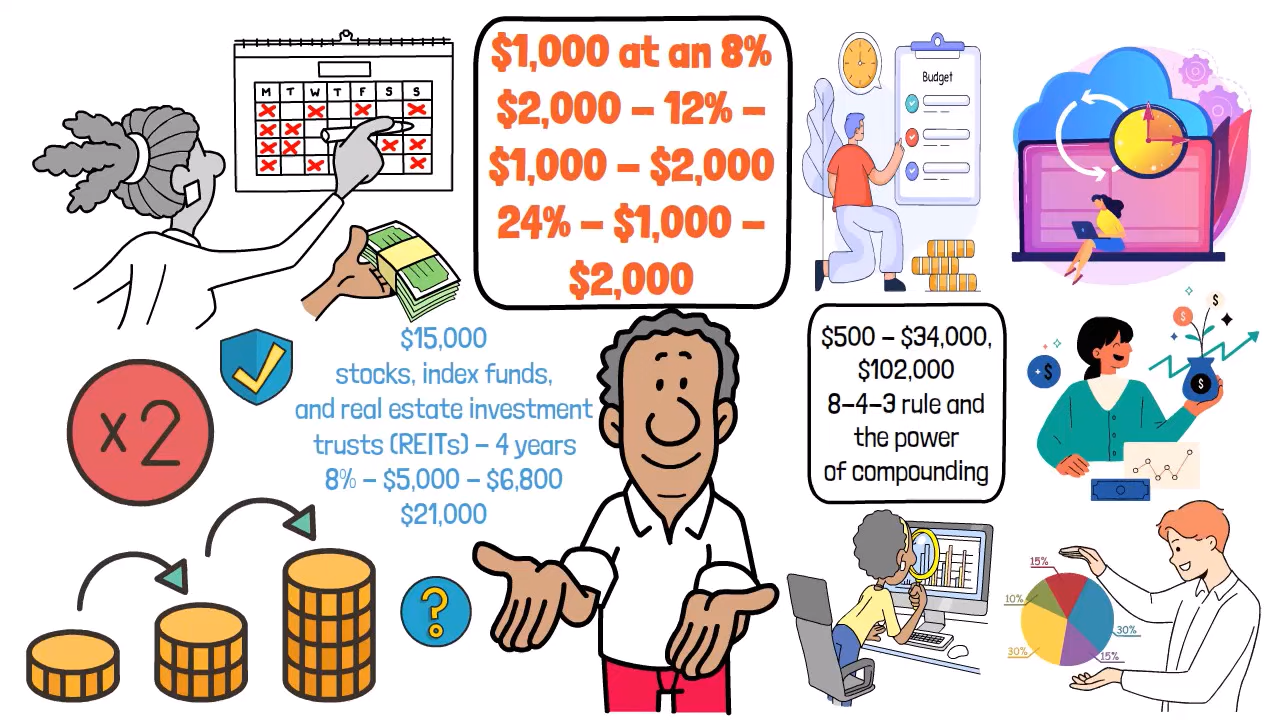 M T W T F S S
$1,000 at an 8%
$2,000 – 12% –
$1,000 – $2,000
24% – $1,000 –
$2,000
Budget
$15,000
stocks, index funds,
and real estate investment
trusts (REITs) – 4 years
8% – $5,000 – $6,800
$21,000
$500 – $34,000,
$102,000
8–4–3 rule and
the power
of compounding
$
$
$
$
x2
?
15%
10%
30%
30%
15%